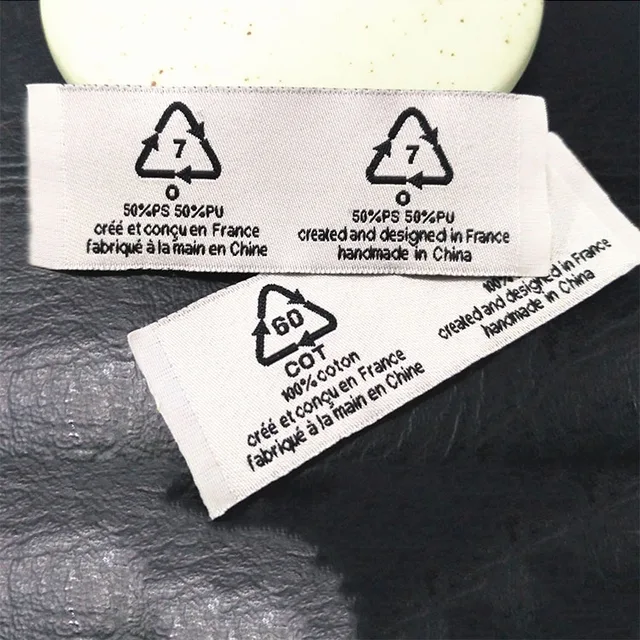 7
O
50%PS 50%PU
créé et conçu en France
fabriqué à la main en Chine
7
O
50%PS 50%PU
created and designed in France
handmade in China
60
COT
100% coton
créé et conçu en France
fabriqué à la main en Chine
100%
created and designed in France
handmade in China